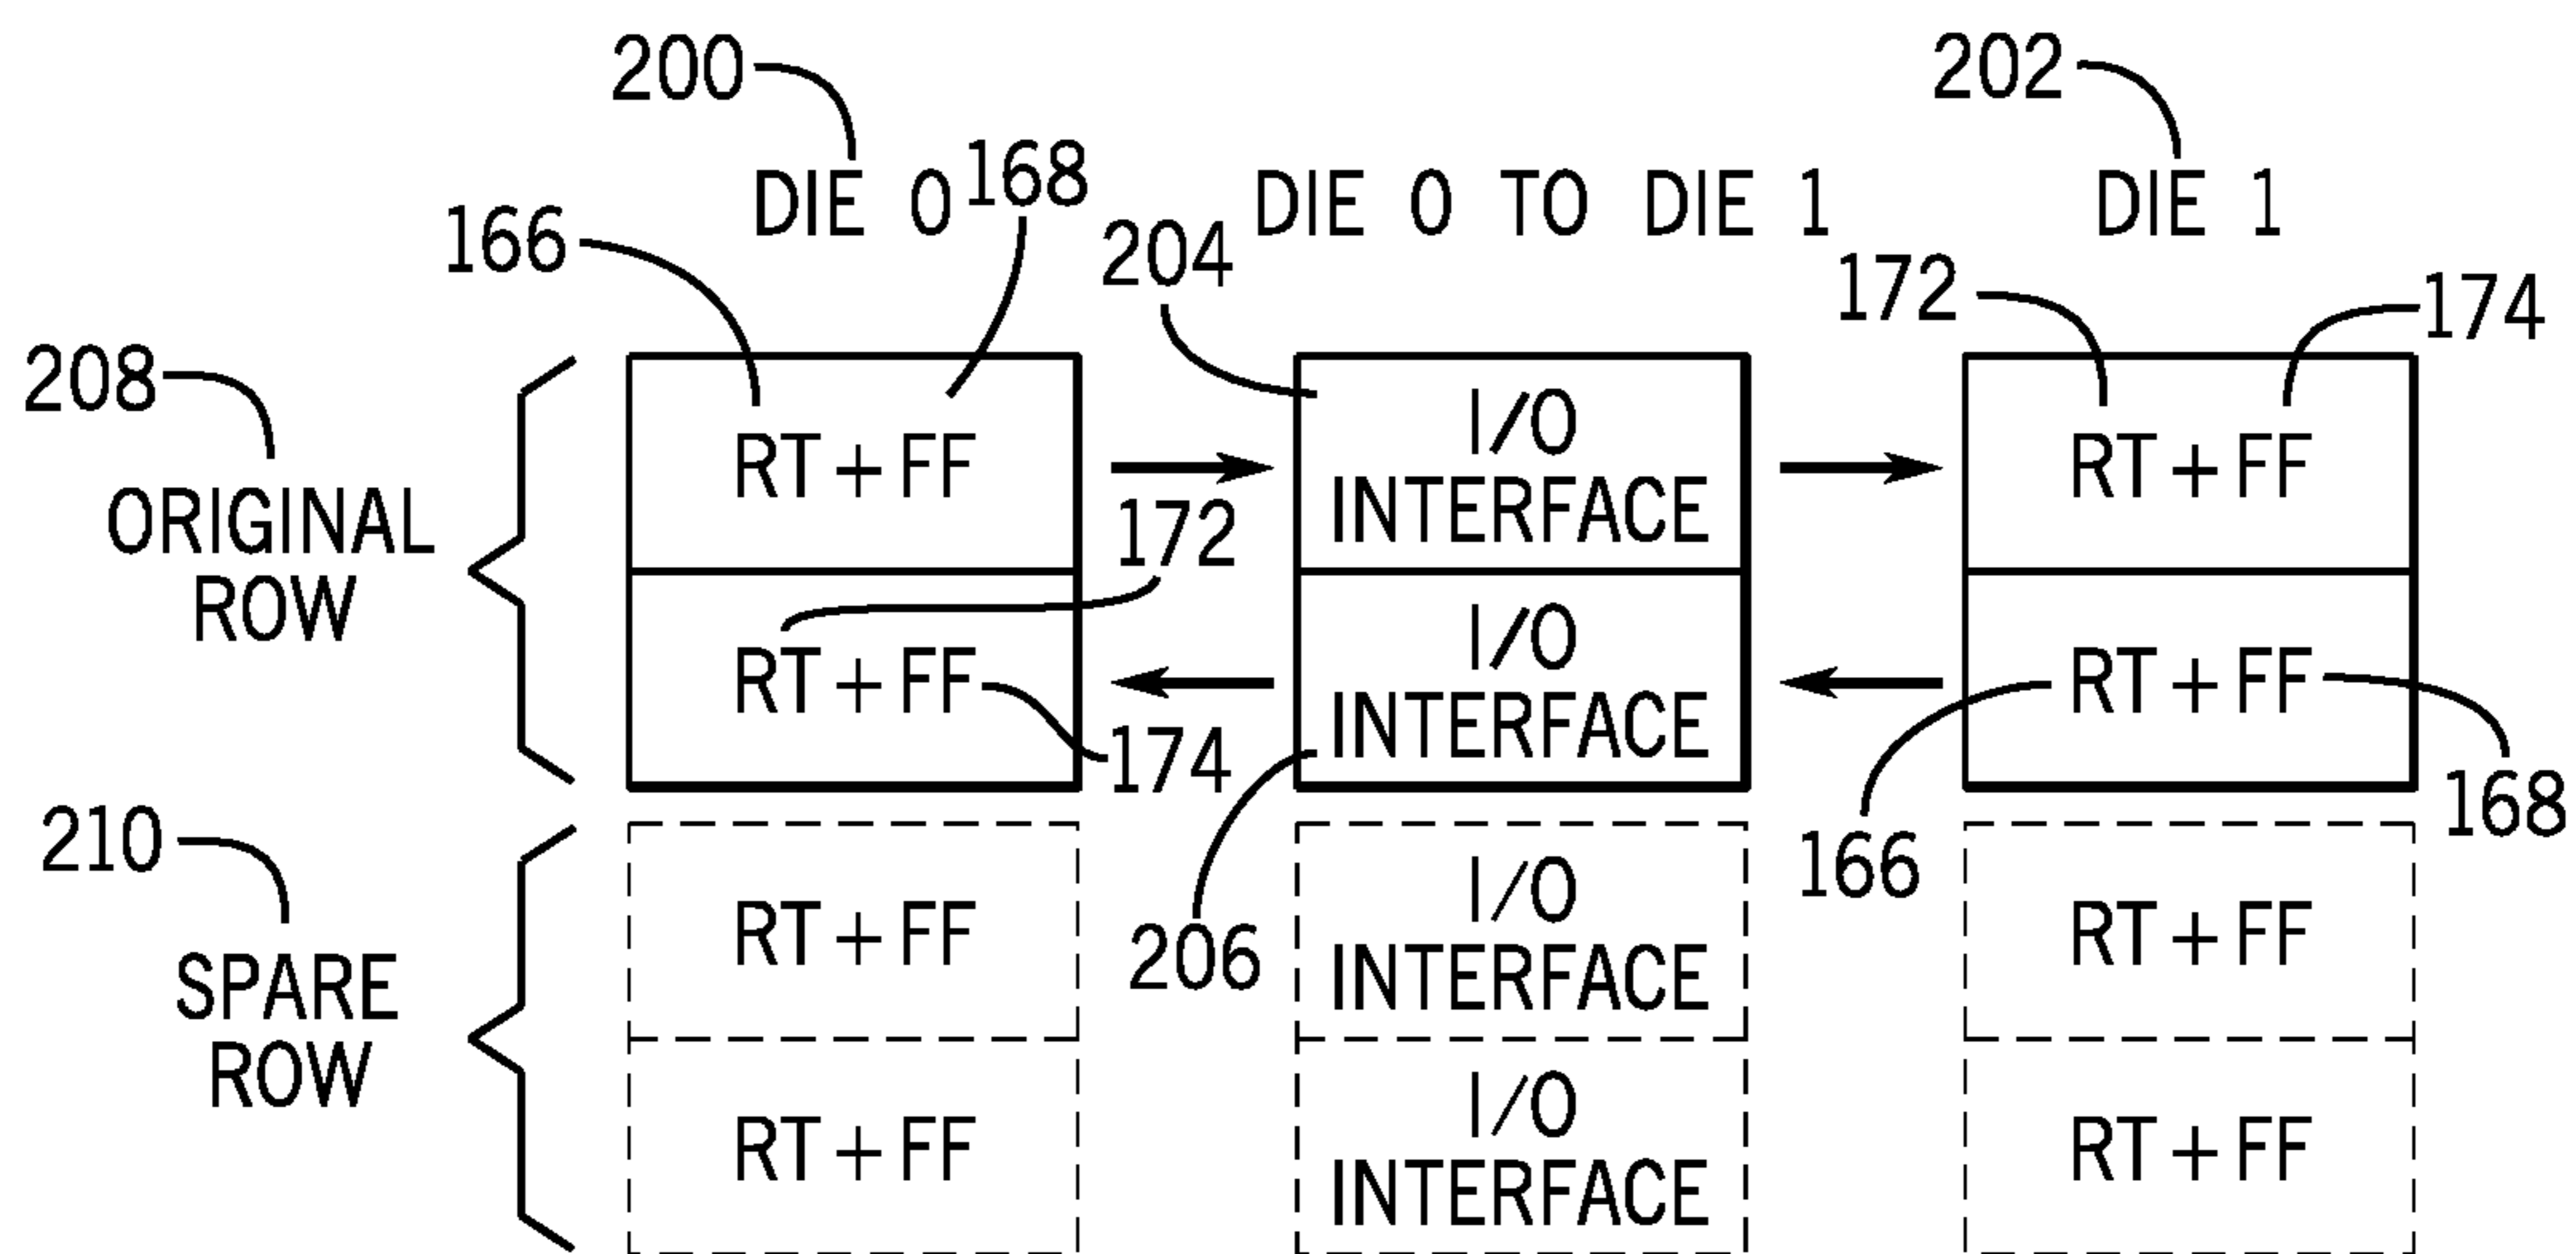 200
202
DIE 0
168
DIE 0 TO DIE 1
DIE 1
166
204
172
174
208
ORIGINAL
ROW
RT + FF
I/O
INTERFACE
RT + FF
172
RT + FF
174
I/O
INTERFACE
RT + FF
206
166
168
210
SPARE
ROW
RT + FF
I/O
INTERFACE
RT + FF
RT + FF
I/O
INTERFACE
RT + FF